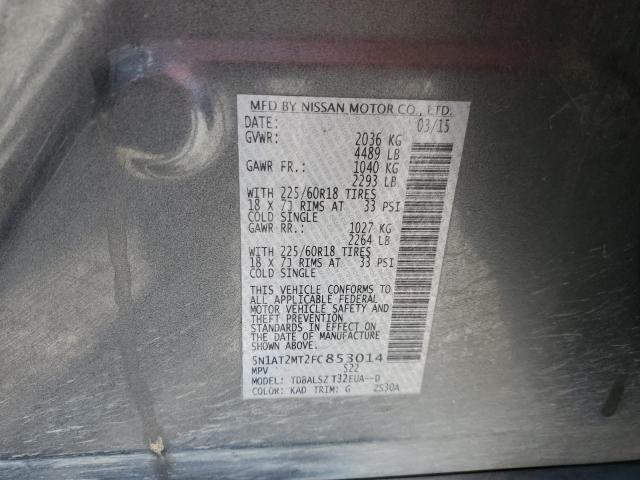 MFD BY NISSAN MOTOR CO., LTD.
DATE: 03/15
GVWR: 2036 KG
4489 LB
GAWR FR.: 1040 KG
2293 LB
WITH 225/60R18 TIRES
18 X 7J RIMS AT 33 PSI
COLD SINGLE
GAWR RR.: 1027 KG
2264 LB
WITH 225/60R18 TIRES
18 X 7J RIMS AT 33 PSI
COLD SINGLE
THIS VEHICLE CONFORMS TO
ALL APPLICABLE FEDERAL
MOTOR VEHICLE SAFETY AND
THEFT PREVENTION
STANDARDS IN EFFECT ON
THE DATE OF MANUFACTURE
SHOWN ABOVE.
5N1AT2MT2FC853014
MPV S22
MODEL: TDBALSZ T32EUA--D
COLOR: KAD TRIM: G 2S30A